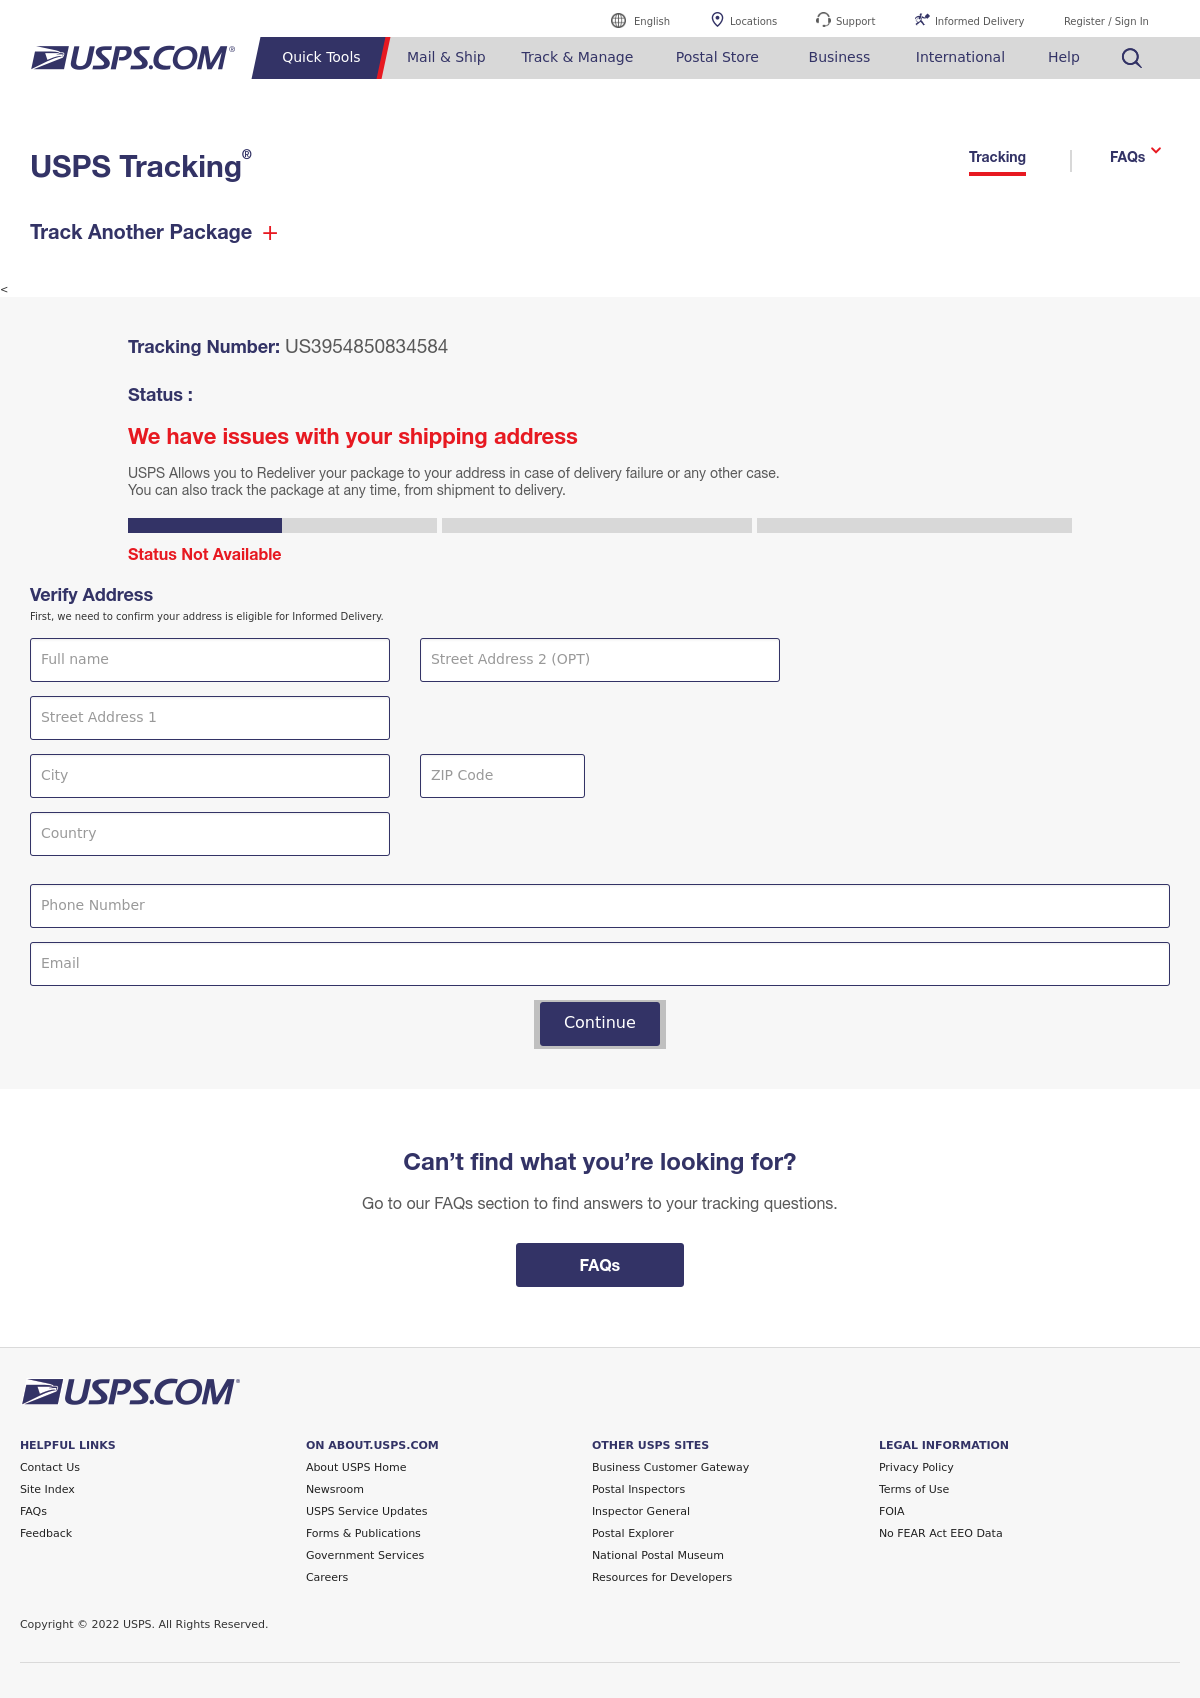 English
Locations
Support
Informed Delivery
Register / Sign In
USPS.COM®
Quick Tools
Mail & Ship
Track & Manage
Postal Store
Business
International
Help
USPS Tracking®
Tracking
FAQs
Track Another Package +
<
Tracking Number: US3954850834584
Status :
We have issues with your shipping address
USPS Allows you to Redeliver your package to your address in case of delivery failure or any other case.
You can also track the package at any time, from shipment to delivery.
Status Not Available
Verify Address
First, we need to confirm your address is eligible for Informed Delivery.
Full name
Street Address 2 (OPT)
Street Address 1
City
ZIP Code
Country
Phone Number
Email
Continue
Can’t find what you’re looking for?
Go to our FAQs section to find answers to your tracking questions.
FAQs
USPS.COM®
HELPFUL LINKS
Contact Us
Site Index
FAQs
Feedback
ON ABOUT.USPS.COM
About USPS Home
Newsroom
USPS Service Updates
Forms & Publications
Government Services
Careers
OTHER USPS SITES
Business Customer Gateway
Postal Inspectors
Inspector General
Postal Explorer
National Postal Museum
Resources for Developers
LEGAL INFORMATION
Privacy Policy
Terms of Use
FOIA
No FEAR Act EEO Data
Copyright © 2022 USPS. All Rights Reserved.